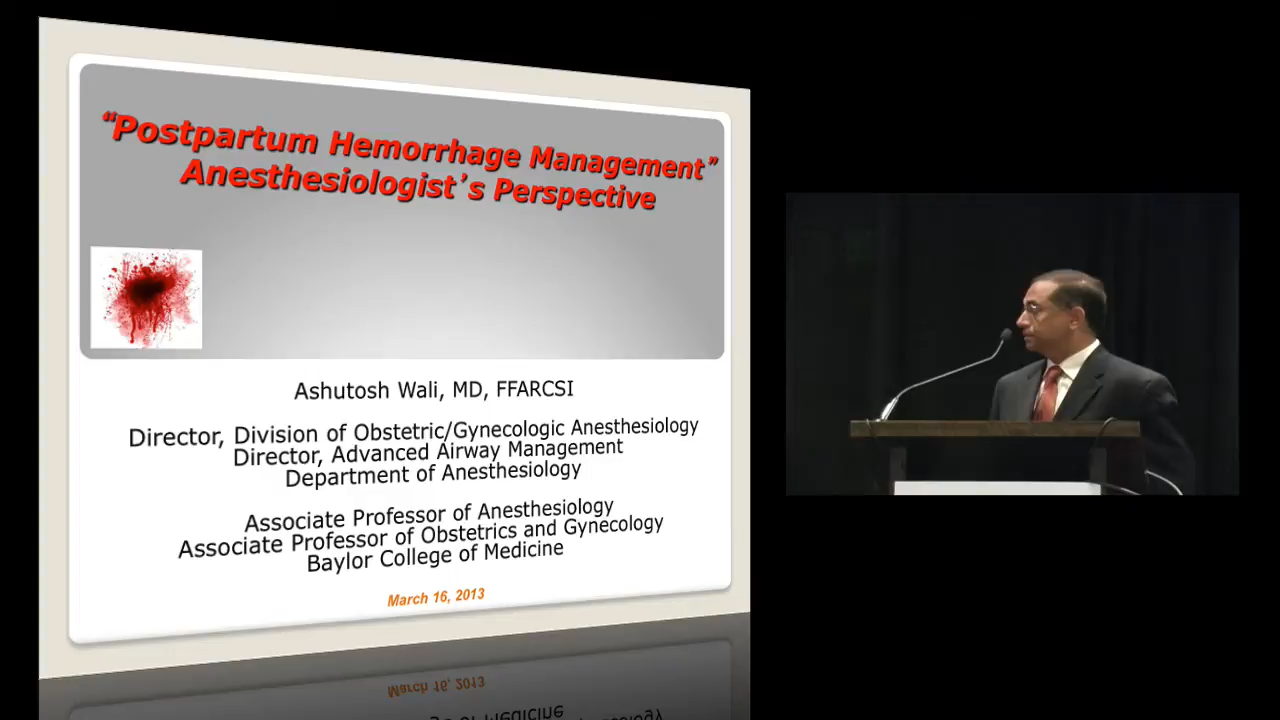 “Postpartum Hemorrhage Management”
Anesthesiologist’s Perspective
Ashutosh Wali, MD, FFARCSI
Director, Division of Obstetric/Gynecologic Anesthesiology
Director, Advanced Airway Management
Department of Anesthesiology
Associate Professor of Anesthesiology
Associate Professor of Obstetrics and Gynecology
Baylor College of Medicine
March 16, 2013